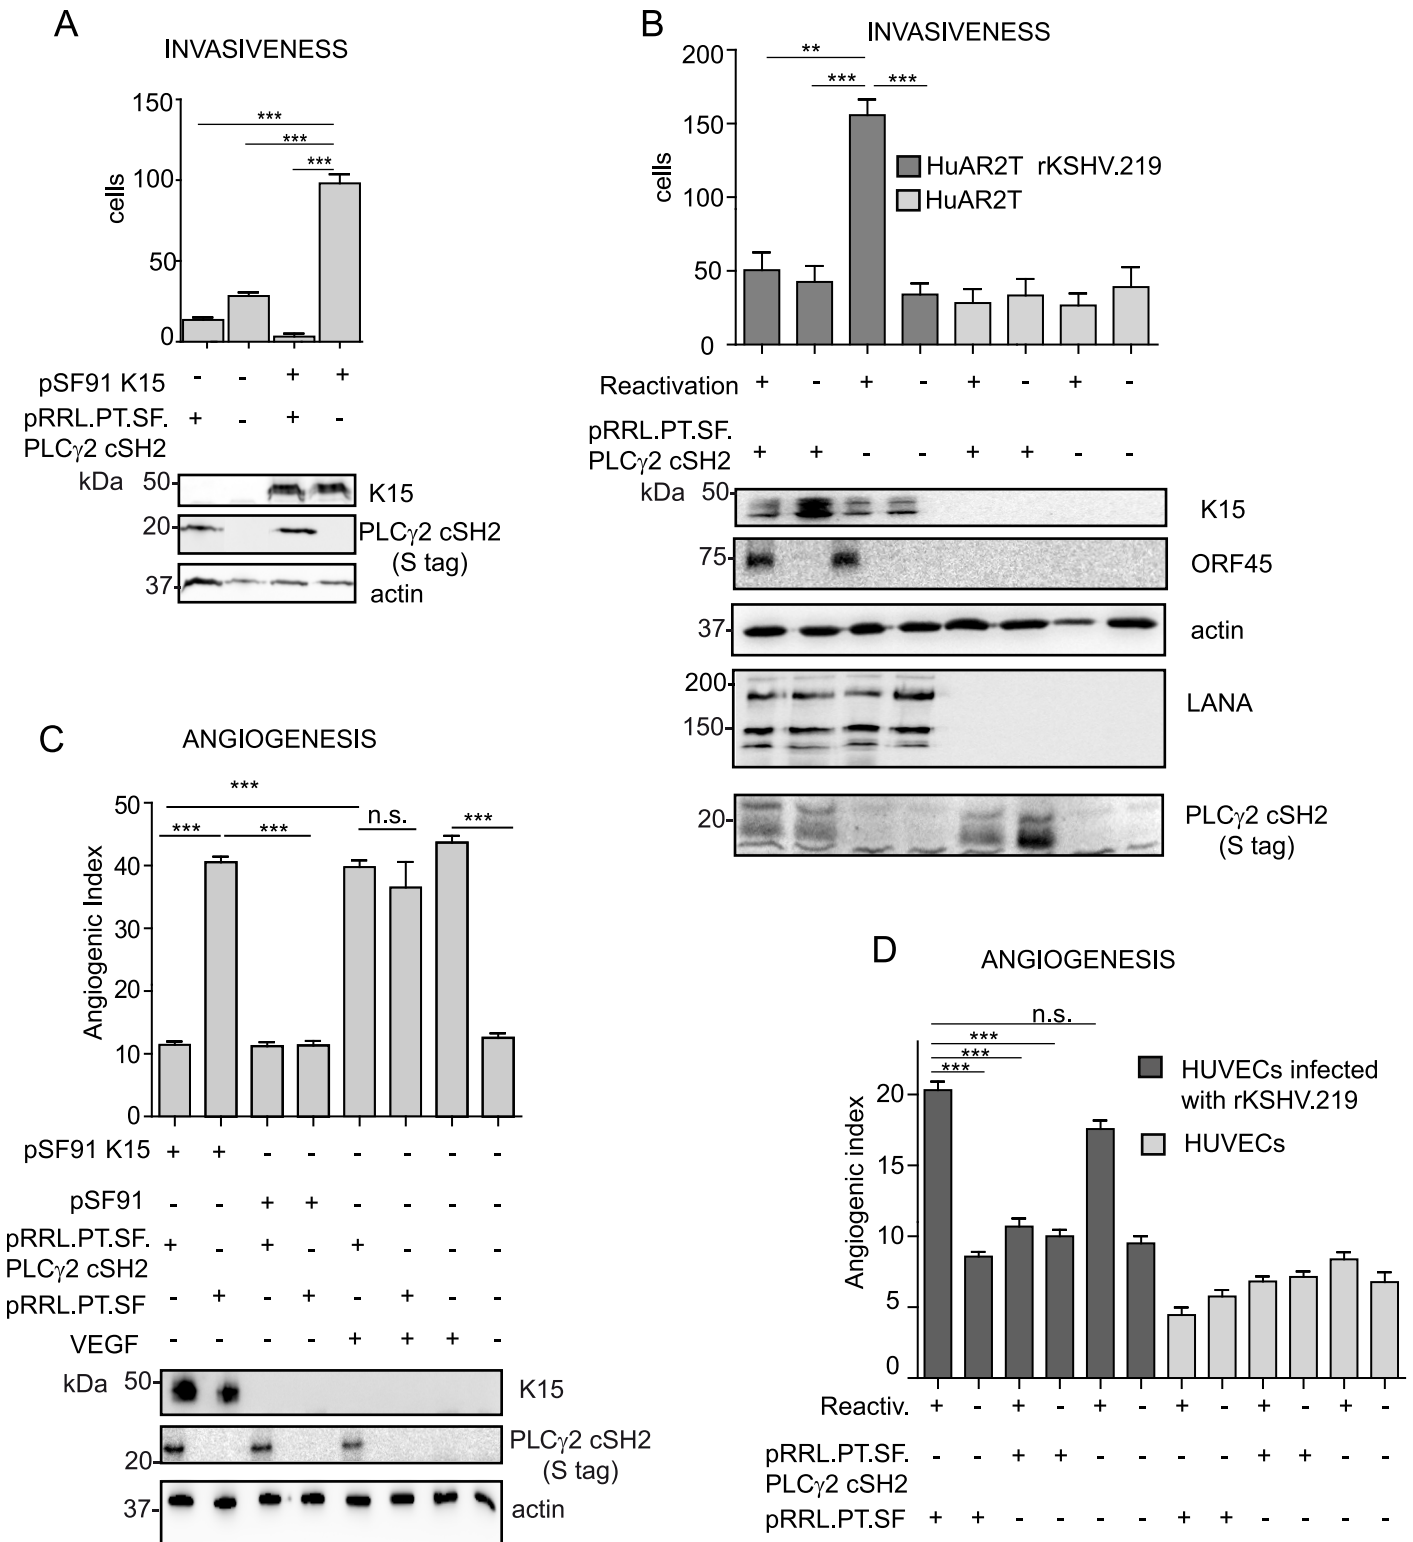 A
INVASIVENESS
150
100
50
0
cells
***
***
***
pSF91 K15 - - + +
pRRL.PT.SF. + - + -
PLCγ2 cSH2
kDa 50
K15
20
PLCγ2 cSH2
(S tag)
37
actin
B
INVASIVENESS
200
150
100
50
0
cells
**
*** ***
HuAR2T rKSHV.219
HuAR2T
Reactivation + - + - + - + -
pRRL.PT.SF.
PLCγ2 cSH2 + + - - + + - -
kDa 50
K15
75
ORF45
37
actin
200
150
LANA
20
PLCγ2 cSH2
(S tag)
C
ANGIOGENESIS
50
40
30
20
10
0
Angiogenic Index
***
*** *** n.s. ***
pSF91 K15 + + - - - - - -
pSF91 - - + + - - - -
pRRL.PT.SF. + - + - + - - -
PLCγ2 cSH2
pRRL.PT.SF - + - + - + - -
VEGF - - - - + + + -
kDa 50
K15
20
PLCγ2 cSH2
(S tag)
37
actin
D
ANGIOGENESIS
20
15
10
5
0
Angiogenic index
n.s.
***
***
***
HUVECs infected
with rKSHV.219
HUVECs
Reactiv. + - + - + - + - + - + -
pRRL.PT.SF. - - + + - - - - + + - -
PLCγ2 cSH2
pRRL.PT.SF + + - - - - + + - - - -